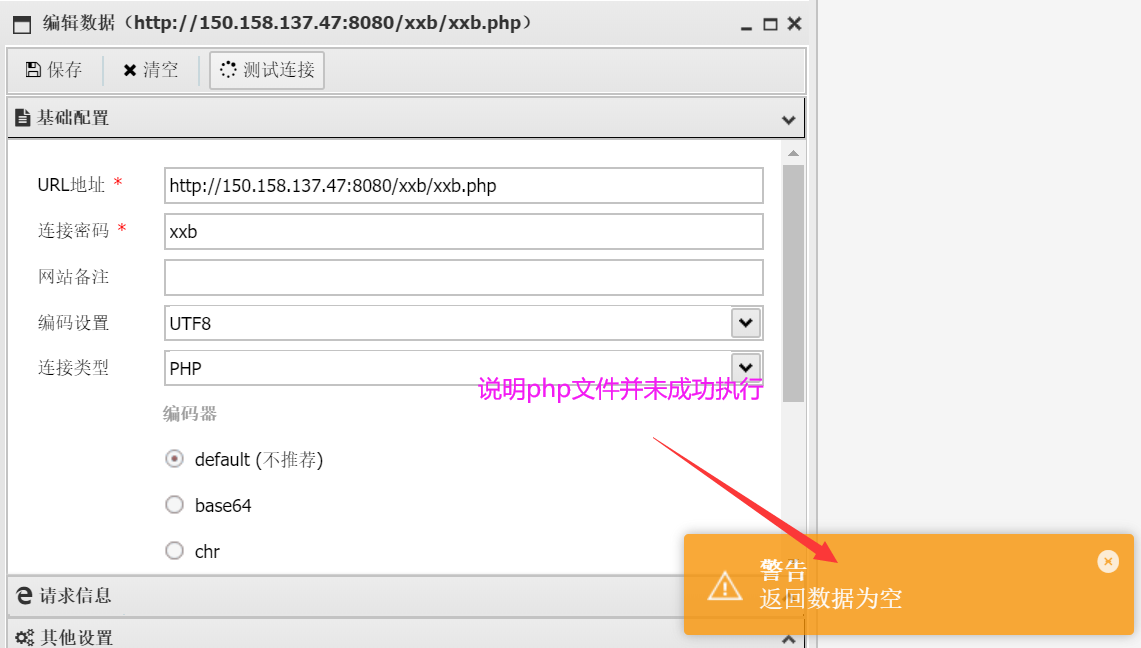 编辑数据（http://150.158.137.47:8080/xxb/xxb.php）
保存 清空 测试连接
基础配置
URL地址 * http://150.158.137.47:8080/xxb/xxb.php
连接密码 * xxb
网站备注
编码设置 UTF8
连接类型 PHP
说明php文件并未成功执行
编码器
default (不推荐)
base64
chr
警告
返回数据为空
请求信息
其他设置